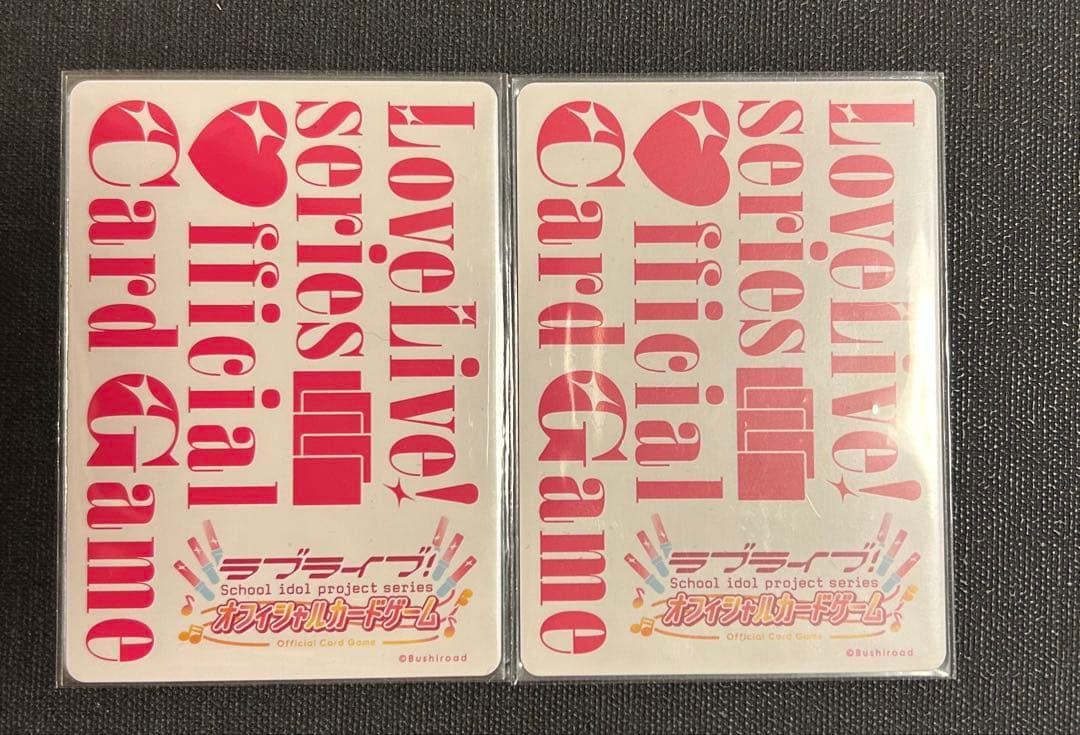 LoveLive!
series
Official
Card Game
ラブライブ!
School idol project series
オフィシャルカードゲーム
Official Card Game
©Bushiroad
LoveLive!
series
Official
Card Game
ラブライブ!
School idol project series
オフィシャルカードゲーム
Official Card Game
©Bushiroad